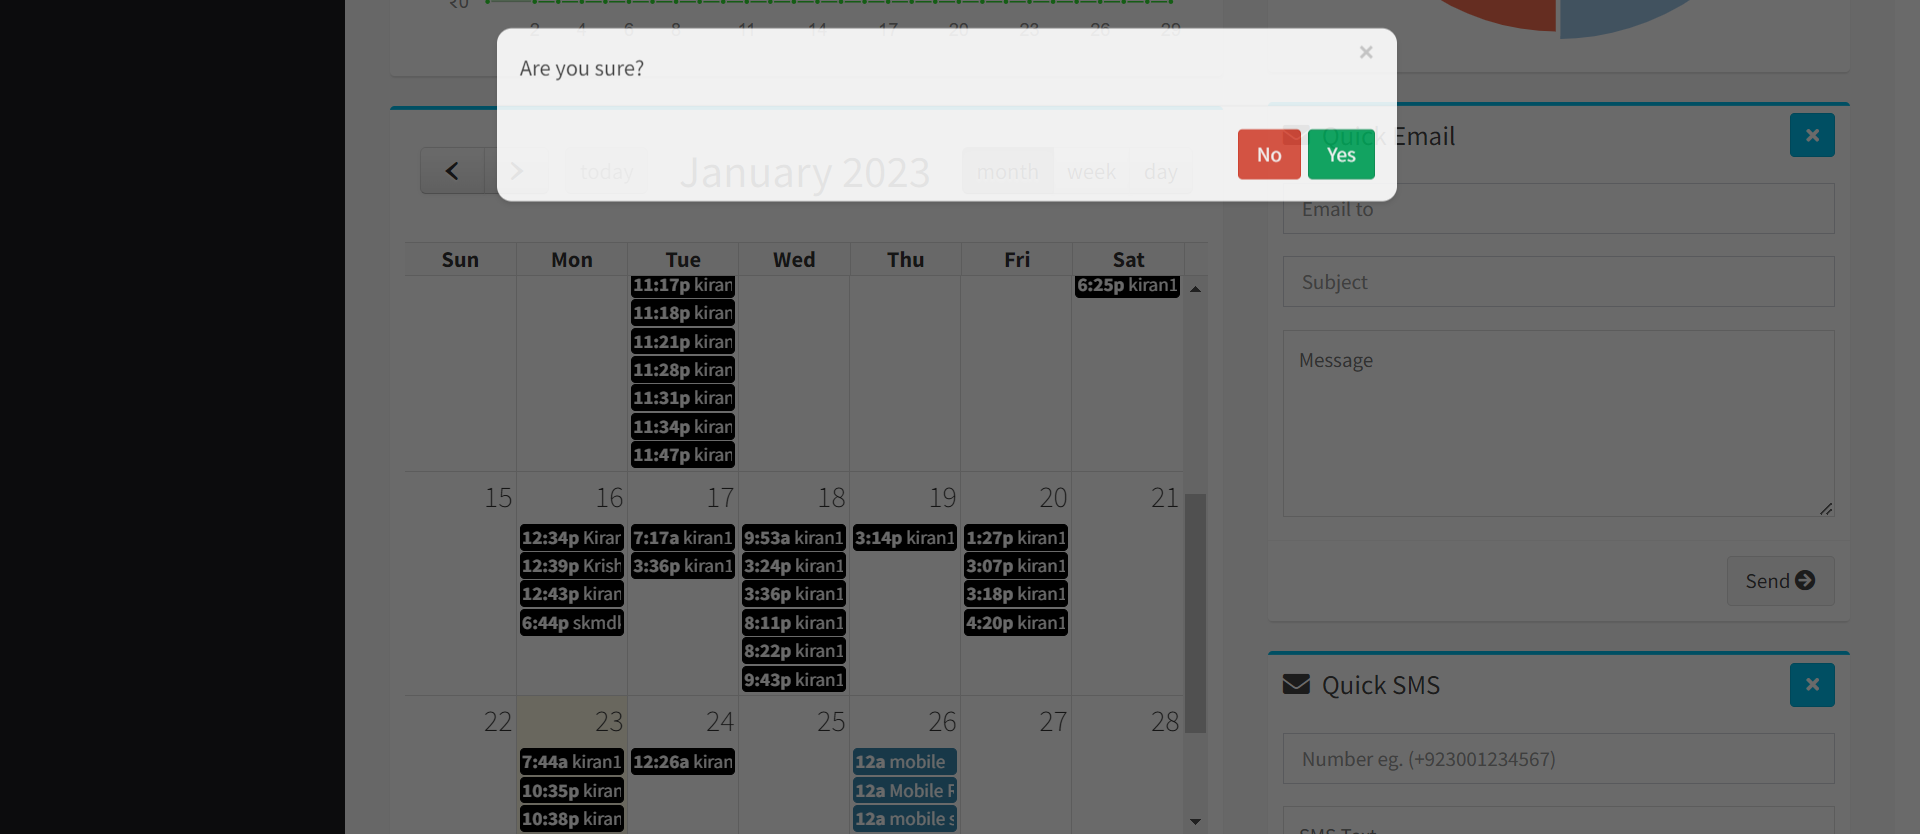 <0
2 4 6 8 11 14 17 20 23 26 29
Are you sure?
×
No Yes
today January 2023 month week day
Sun Mon Tue Wed Thu Fri Sat
11:17p kiran
11:18p kiran
11:21p kiran
11:28p kiran
11:31p kiran
11:34p kiran
11:47p kiran
6:25p kiran1
15 16 17 18 19 20 21
12:34p Kiran
12:39p Krish
12:43p kiran
6:44p skmdk
7:17a kiran1
3:36p kiran1
9:53a kiran1
3:24p kiran1
3:36p kiran1
8:11p kiran1
8:22p kiran1
9:43p kiran1
3:14p kiran1
1:27p kiran1
3:07p kiran1
3:18p kiran1
4:20p kiran1
22 23 24 25 26 27 28
7:44a kiran1
10:35p kiran
10:38p kiran
12:26a kiran
12a mobile
12a Mobile R
12a mobile s
Quick Email
Email to
Subject
Message
Send
Quick SMS
Number eg. (+923001234567)
SMS Text